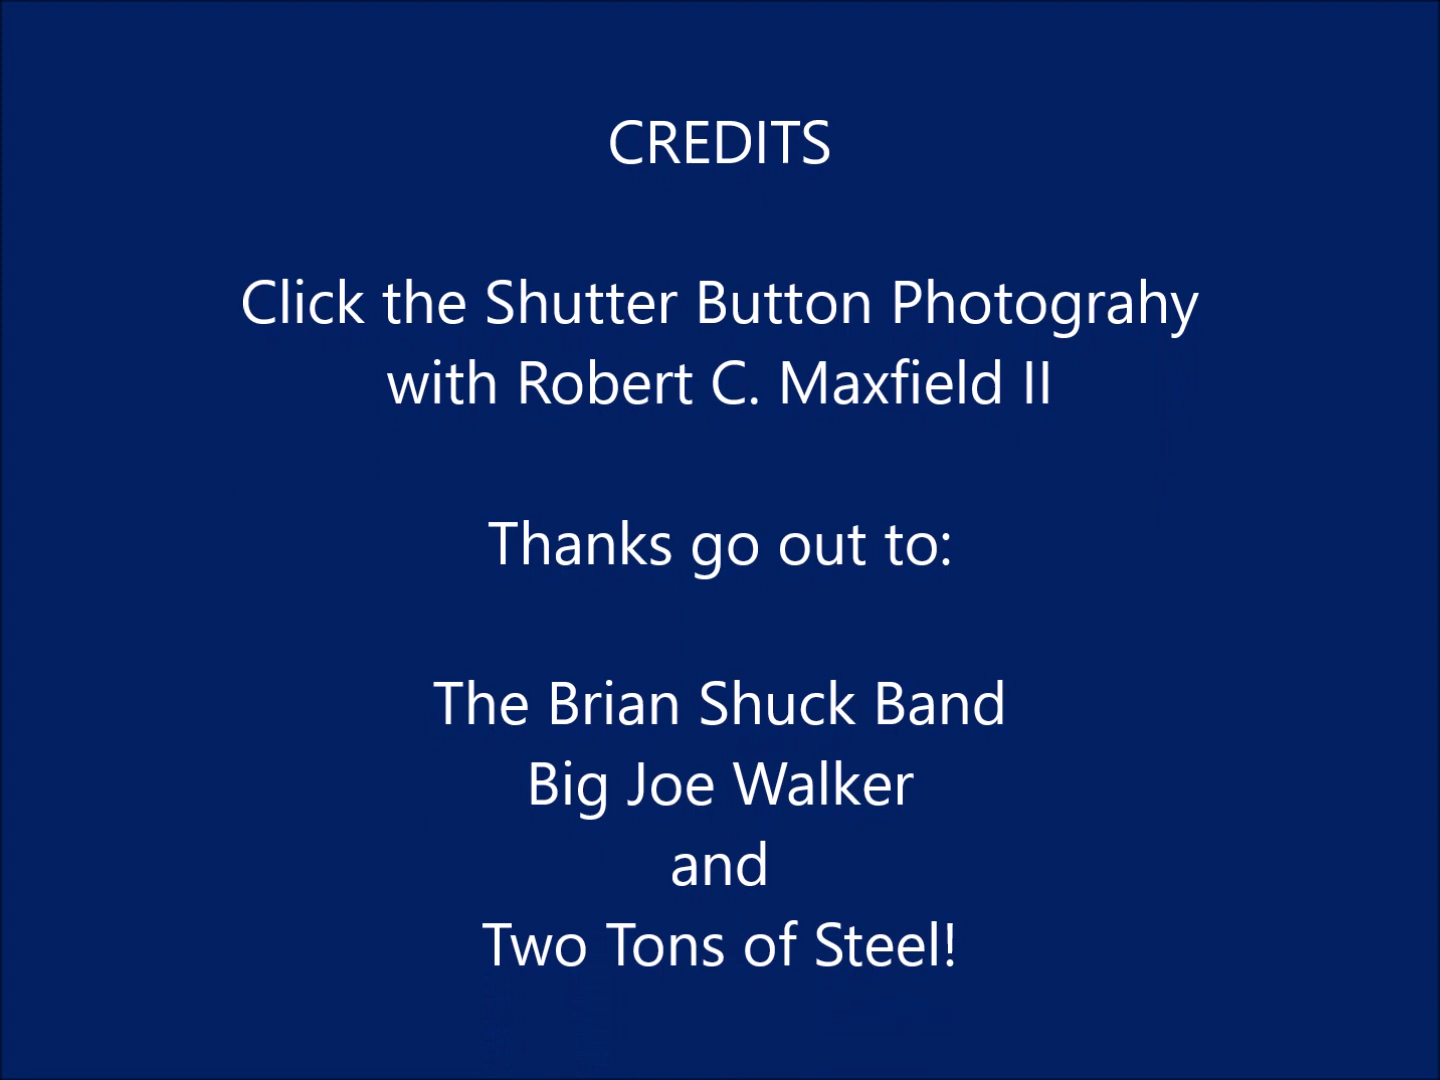 CREDITS
Click the Shutter Button Photograhy
with Robert C. Maxfield II
Thanks go out to:
The Brian Shuck Band
Big Joe Walker
and
Two Tons of Steel!